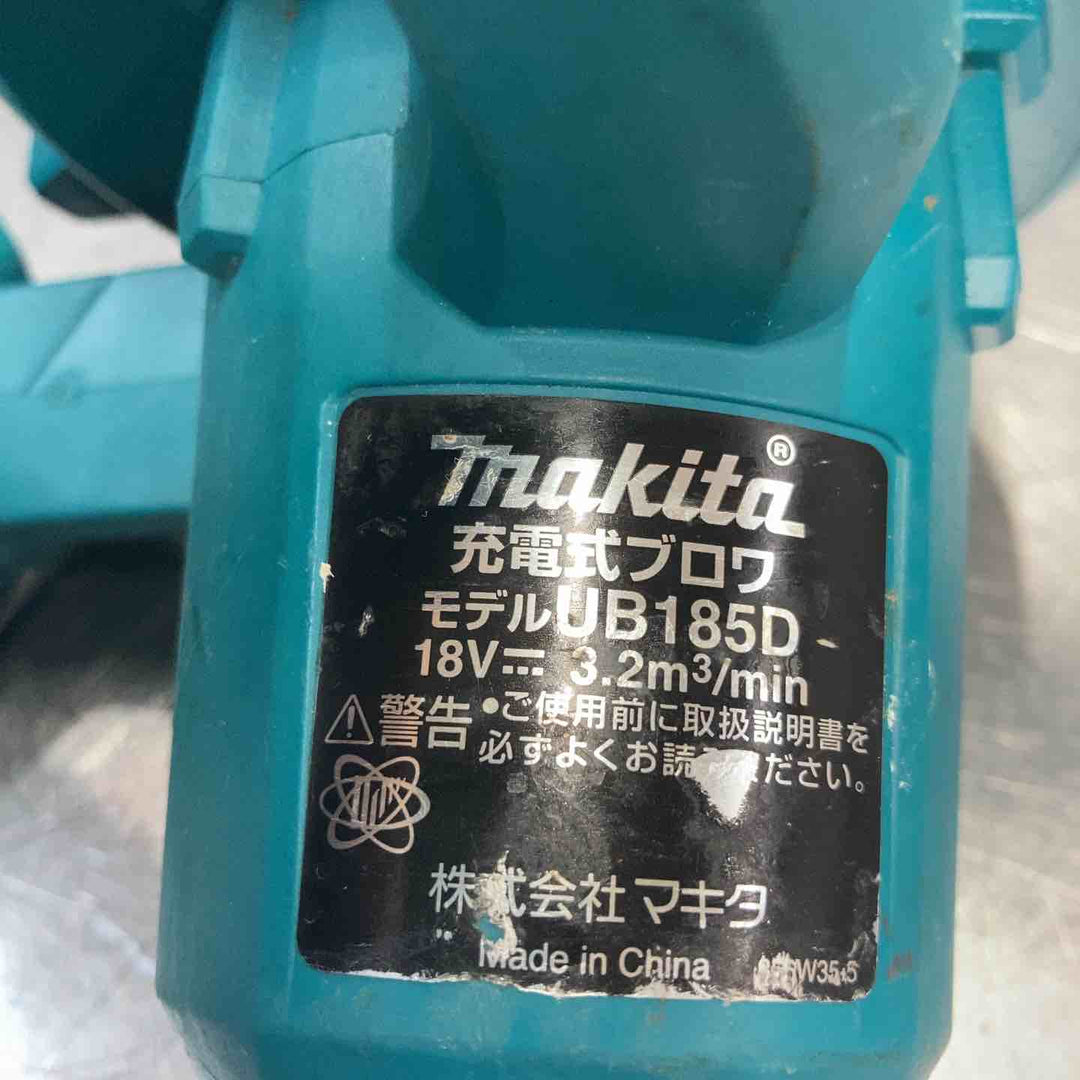 makita®
充電式ブロワ
モデルUB185D
18V⎓ 3.2m³/min
⚠警告 •ご使用前に取扱説明書を
必ずよくお読みください。
株式会社 マキタ
Made in China